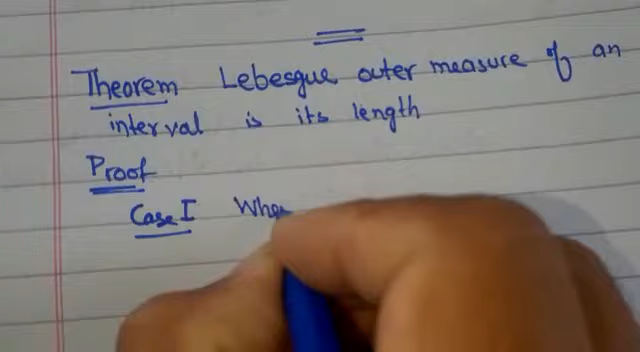 Theorem Lebesgue outer measure of an
interval is its length
Proof
Case I